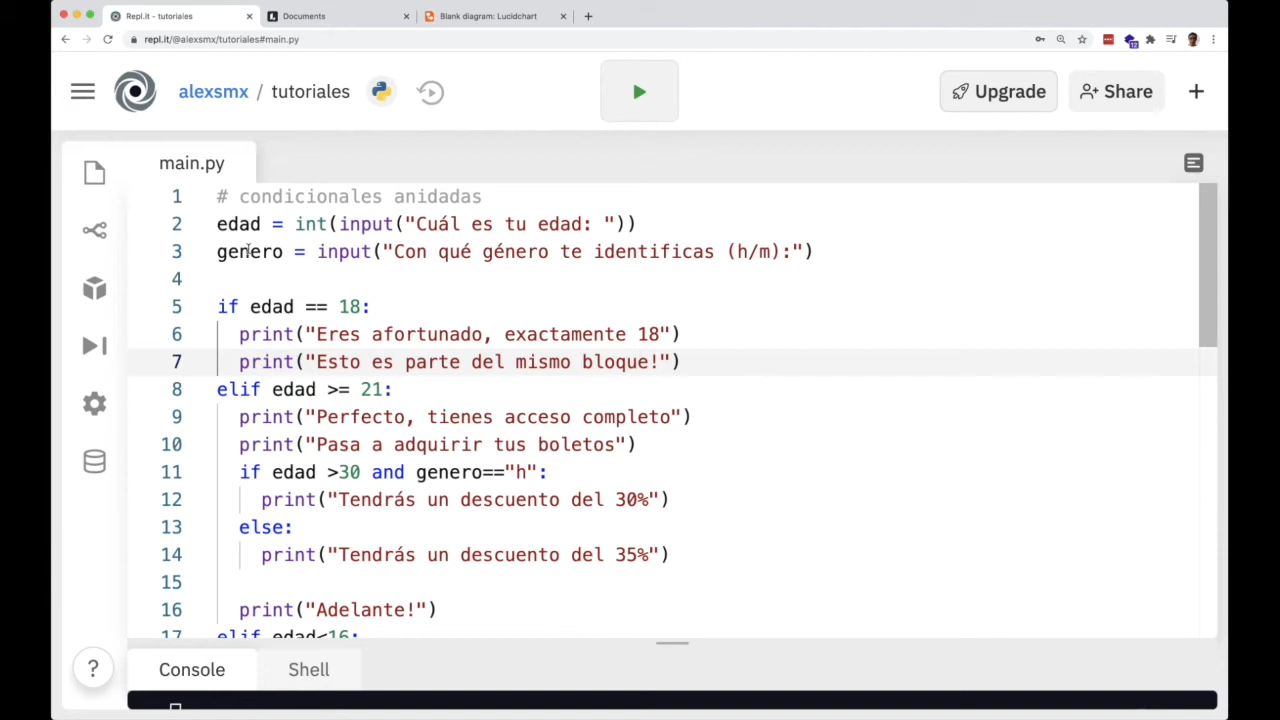 Repl.it - tutoriales
Documents
Blank diagram: Lucidchart
repl.it/@alexsmx/tutoriales#main.py
12
alexsmx / tutoriales
Upgrade
Share
main.py
1 # condicionales anidadas
2 edad = int(input("Cuál es tu edad: "))
3 genero = input("Con qué género te identificas (h/m):")
4
5 if edad == 18:
6 print("Eres afortunado, exactamente 18")
7 print("Esto es parte del mismo bloque!")
8 elif edad >= 21:
9 print("Perfecto, tienes acceso completo")
10 print("Pasa a adquirir tus boletos")
11 if edad >30 and genero=="h":
12 print("Tendrás un descuento del 30%")
13 else:
14 print("Tendrás un descuento del 35%")
15
16 print("Adelante!")
17 elif edad<16:
?
Console
Shell